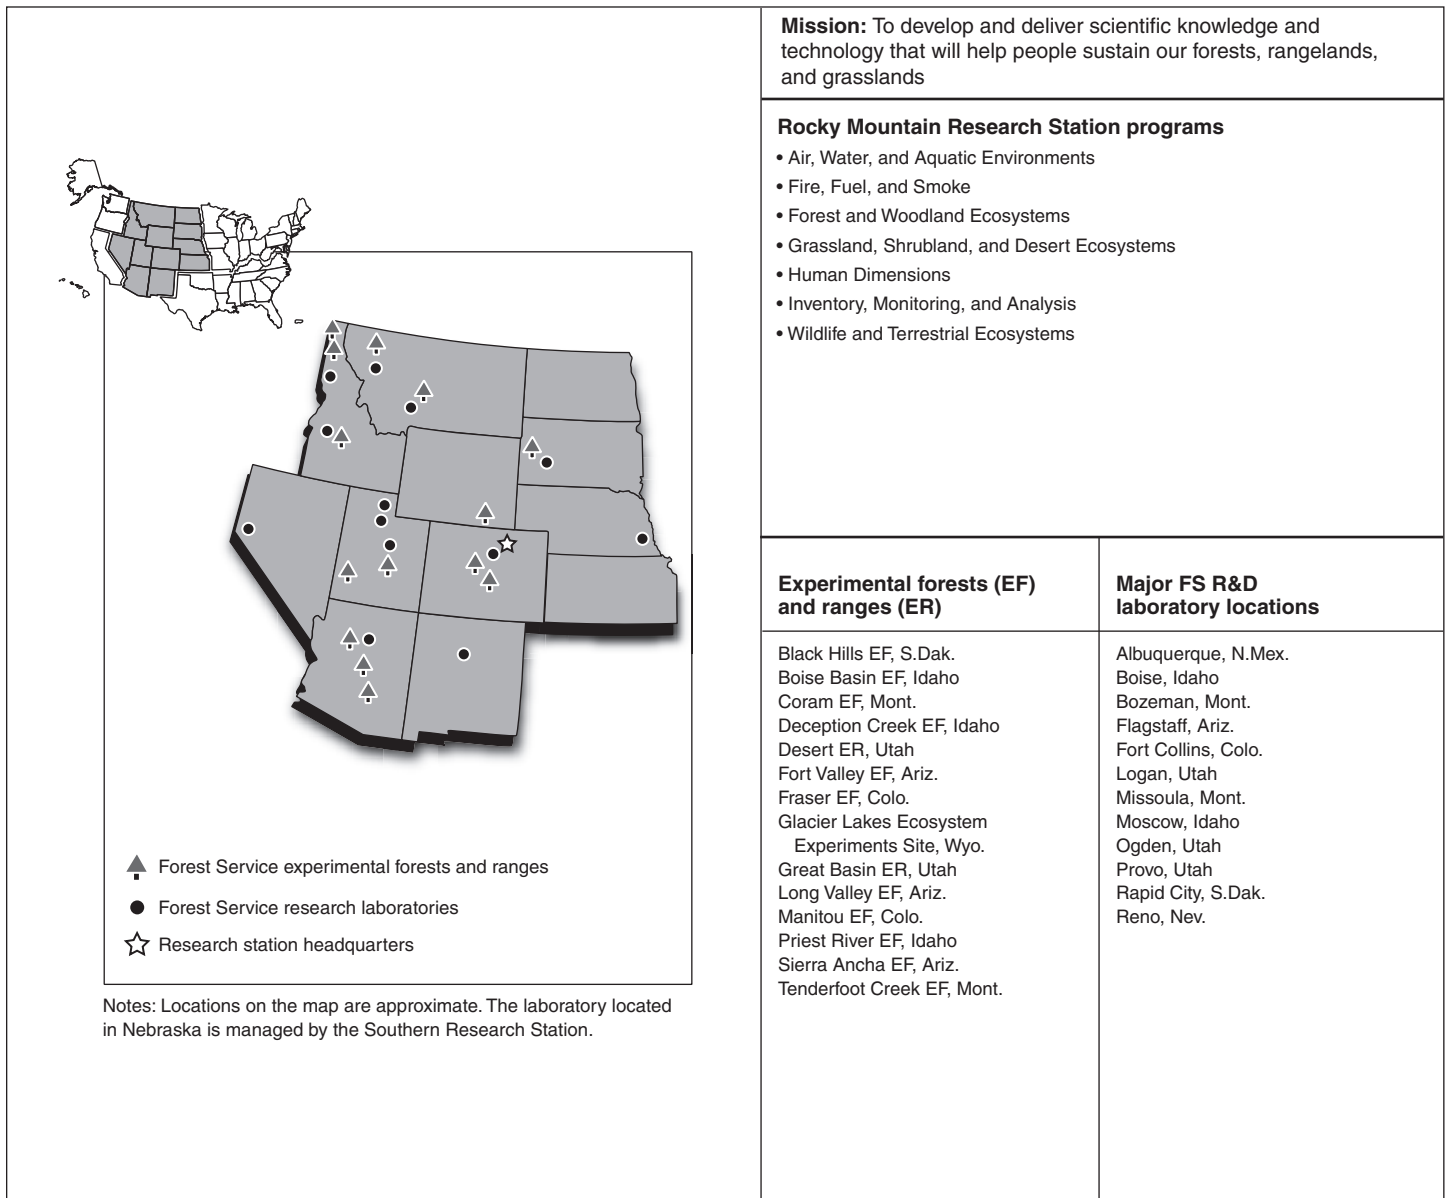 Mission: To develop and deliver scientific knowledge and
technology that will help people sustain our forests, rangelands,
and grasslands
Rocky Mountain Research Station programs
• Air, Water, and Aquatic Environments
• Fire, Fuel, and Smoke
• Forest and Woodland Ecosystems
• Grassland, Shrubland, and Desert Ecosystems
• Human Dimensions
• Inventory, Monitoring, and Analysis
• Wildlife and Terrestrial Ecosystems
Forest Service experimental forests and ranges
Forest Service research laboratories
Research station headquarters
Notes: Locations on the map are approximate. The laboratory located
in Nebraska is managed by the Southern Research Station.
Experimental forests (EF)
and ranges (ER)
Black Hills EF, S.Dak.
Boise Basin EF, Idaho
Coram EF, Mont.
Deception Creek EF, Idaho
Desert ER, Utah
Fort Valley EF, Ariz.
Fraser EF, Colo.
Glacier Lakes Ecosystem
Experiments Site, Wyo.
Great Basin ER, Utah
Long Valley EF, Ariz.
Manitou EF, Colo.
Priest River EF, Idaho
Sierra Ancha EF, Ariz.
Tenderfoot Creek EF, Mont.
Major FS R&D
laboratory locations
Albuquerque, N.Mex.
Boise, Idaho
Bozeman, Mont.
Flagstaff, Ariz.
Fort Collins, Colo.
Logan, Utah
Missoula, Mont.
Moscow, Idaho
Ogden, Utah
Provo, Utah
Rapid City, S.Dak.
Reno, Nev.